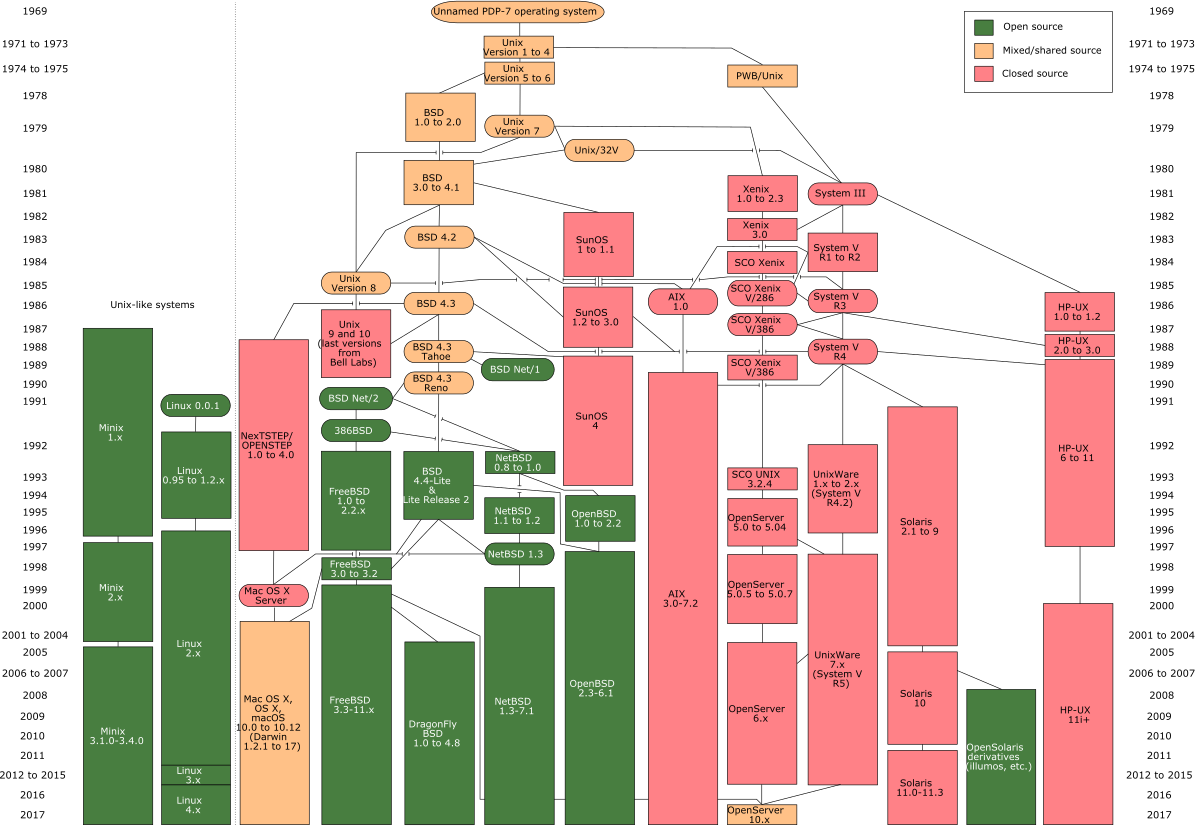 1969
1971 to 1973
1974 to 1975
1978
1979
1980
1981
1982
1983
1984
1985
1986
1987
1988
1989
1990
1991
1992
1993
1994
1995
1996
1997
1998
1999
2000
2001 to 2004
2005
2006 to 2007
2008
2009
2010
2011
2012 to 2015
2016
2017
Unix-like systems
Minix
1.x
Minix
2.x
Minix
3.1.0-3.4.0
Linux 0.0.1
Linux
0.95 to 1.2.x
Linux
2.x
Linux
3.x
Linux
4.x
Unnamed PDP-7 operating system
Unix
Version 1 to 4
Unix
Version 5 to 6
PWB/Unix
BSD
1.0 to 2.0
Unix
Version 7
Unix/32V
BSD
3.0 to 4.1
Xenix
1.0 to 2.3
System III
Xenix
3.0
BSD 4.2
SunOS
1 to 1.1
System V
R1 to R2
SCO Xenix
Unix
Version 8
SCO Xenix
V/286
AIX
1.0
System V
R3
BSD 4.3
SunOS
1.2 to 3.0
HP-UX
1.0 to 1.2
SCO Xenix
V/386
Unix
9 and 10
(last versions
from
Bell Labs)
HP-UX
2.0 to 3.0
BSD 4.3
Tahoe
System V
R4
BSD Net/1
SCO Xenix
V/386
BSD 4.3
Reno
BSD Net/2
386BSD
SunOS
4
NexTSTEP/
OPENSTEP
1.0 to 4.0
HP-UX
6 to 11
NetBSD
0.8 to 1.0
BSD
4.4-Lite
&
Lite Release 2
SCO UNIX
3.2.4
UnixWare
1.x to 2.x
(System V
R4.2)
FreeBSD
1.0 to
2.2.x
NetBSD
1.1 to 1.2
OpenBSD
1.0 to 2.2
OpenServer
5.0 to 5.04
Solaris
2.1 to 9
NetBSD 1.3
FreeBSD
3.0 to 3.2
Mac OS X
Server
OpenServer
5.0.5 to 5.0.7
AIX
3.0-7.2
UnixWare
7.x
(System V
R5)
OpenBSD
2.3-6.1
FreeBSD
3.3-11.x
NetBSD
1.3-7.1
Mac OS X,
OS X,
macOS
10.0 to 10.12
(Darwin
1.2.1 to 17)
DragonFly
BSD
1.0 to 4.8
OpenServer
6.x
Solaris
10
HP-UX
11i+
OpenSolaris
derivatives
(illumos, etc.)
Solaris
11.0-11.3
OpenServer
10.x
Open source
Mixed/shared source
Closed source
1969
1971 to 1973
1974 to 1975
1978
1979
1980
1981
1982
1983
1984
1985
1986
1987
1988
1989
1990
1991
1992
1993
1994
1995
1996
1997
1998
1999
2000
2001 to 2004
2005
2006 to 2007
2008
2009
2010
2011
2012 to 2015
2016
2017